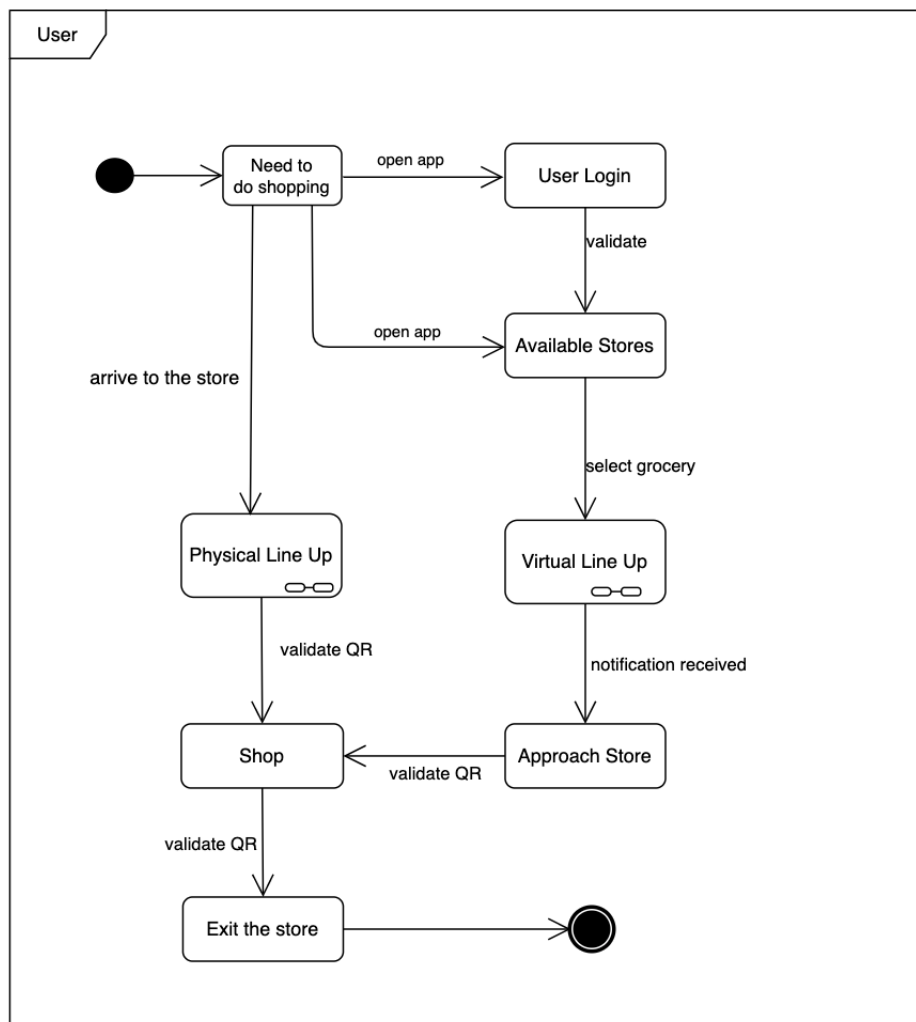 User
Need to
do shopping
open app
User Login
validate
open app
Available Stores
arrive to the store
select grocery
Physical Line Up
Virtual Line Up
validate QR
notification received
Shop
validate QR
Approach Store
validate QR
Exit the store